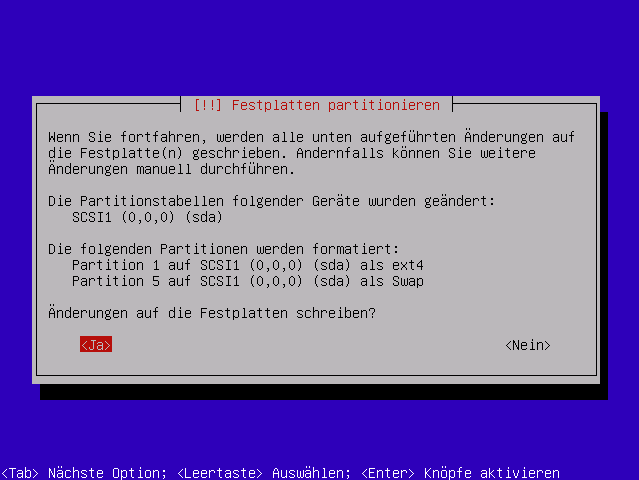 [!!] Festplatten partitionieren
Wenn Sie fortfahren, werden alle unten aufgeführten Änderungen auf
die Festplatte(n) geschrieben. Andernfalls können Sie weitere
Änderungen manuell durchführen.
Die Partitionstabellen folgender Geräte wurden geändert:
SCSI1 (0,0,0) (sda)
Die folgenden Partitionen werden formatiert:
Partition 1 auf SCSI1 (0,0,0) (sda) als ext4
Partition 5 auf SCSI1 (0,0,0) (sda) als Swap
Änderungen auf die Festplatten schreiben?
<Ja> <Nein>
<Tab> Nächste Option; <Leertaste> Auswählen; <Enter> Knöpfe aktivieren